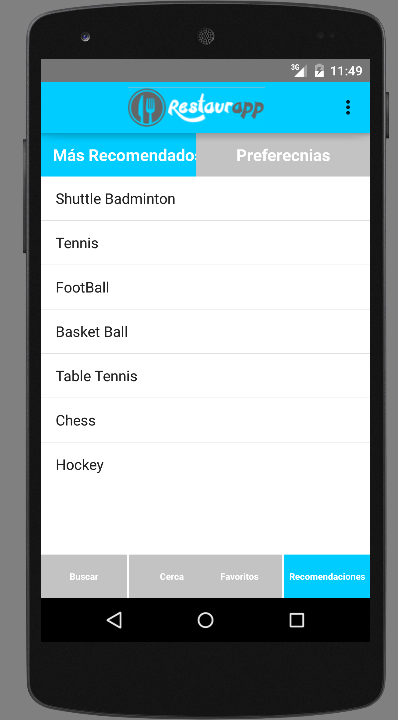 3G 11:49
Restaurapp
Más Recomendados Preferecnias
Shuttle Badminton
Tennis
FootBall
Basket Ball
Table Tennis
Chess
Hockey
Buscar Cerca Favoritos Recomendaciones